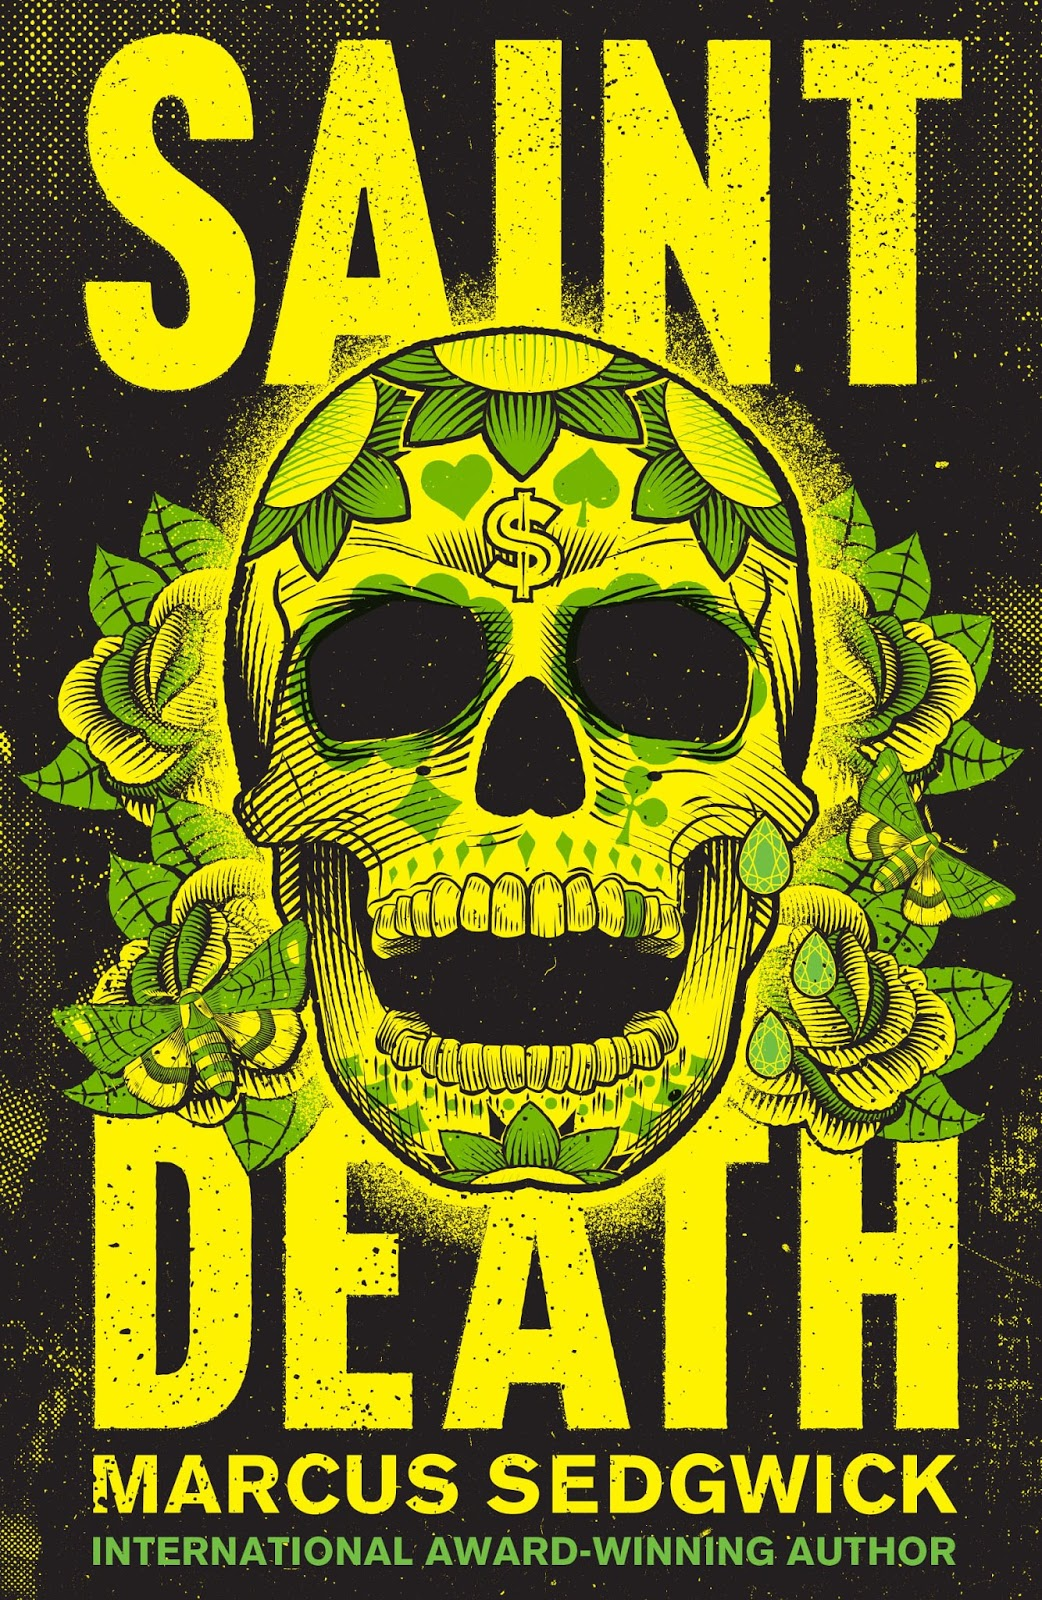 SAINT
$
DEATH
MARCUS SEDGWICK
INTERNATIONAL AWARD-WINNING AUTHOR